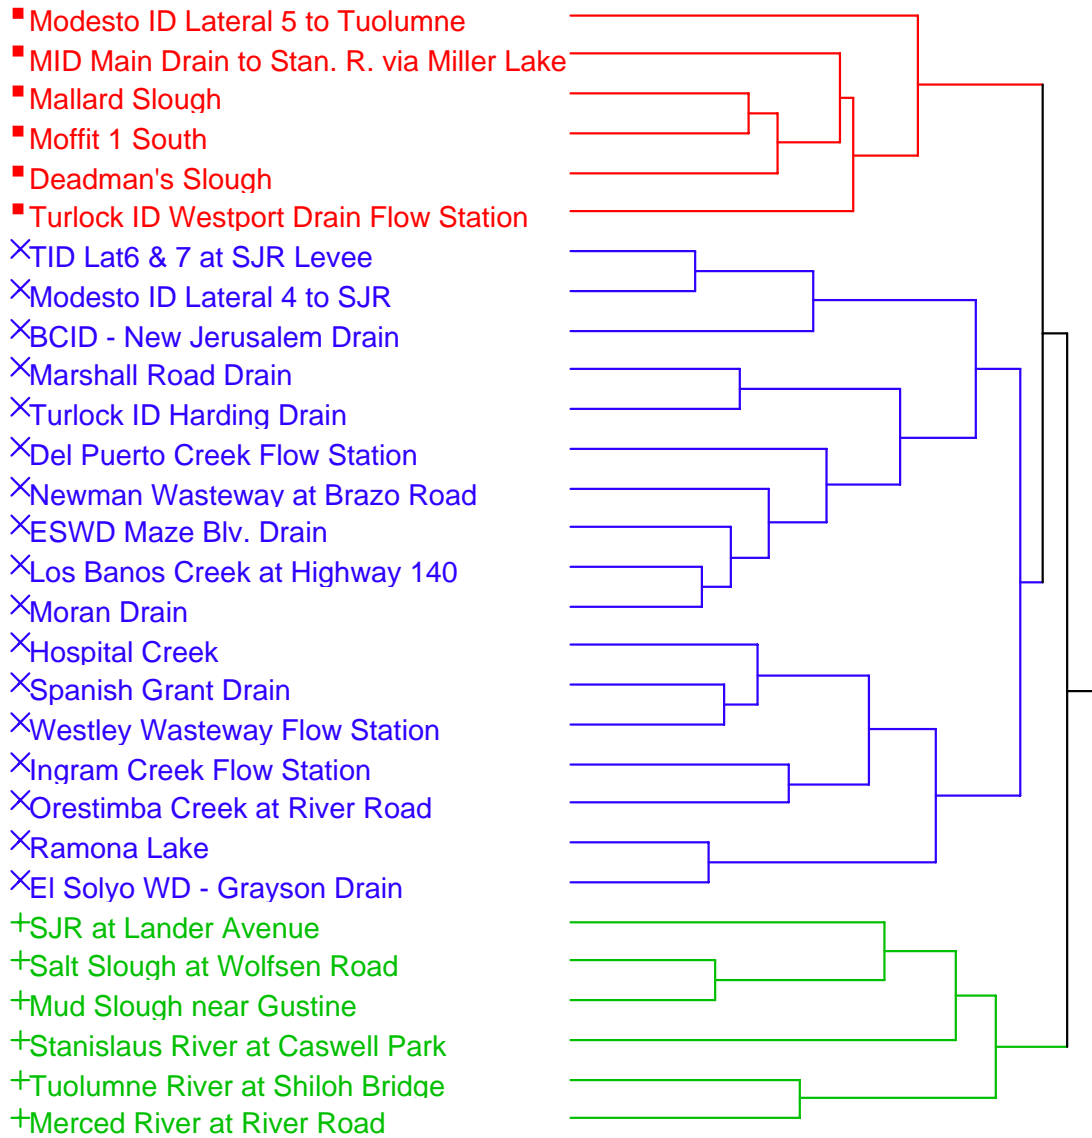 Modesto ID Lateral 5 to Tuolumne
MID Main Drain to Stan. R. via Miller Lake
Mallard Slough
Moffit 1 South
Deadman's Slough
Turlock ID Westport Drain Flow Station
TID Lat6 & 7 at SJR Levee
Modesto ID Lateral 4 to SJR
BCID - New Jerusalem Drain
Marshall Road Drain
Turlock ID Harding Drain
Del Puerto Creek Flow Station
Newman Wasteway at Brazo Road
ESWD Maze Blv. Drain
Los Banos Creek at Highway 140
Moran Drain
Hospital Creek
Spanish Grant Drain
Westley Wasteway Flow Station
Ingram Creek Flow Station
Orestimba Creek at River Road
Ramona Lake
El Solyo WD - Grayson Drain
SJR at Lander Avenue
Salt Slough at Wolfsen Road
Mud Slough near Gustine
Stanislaus River at Caswell Park
Tuolumne River at Shiloh Bridge
Merced River at River Road